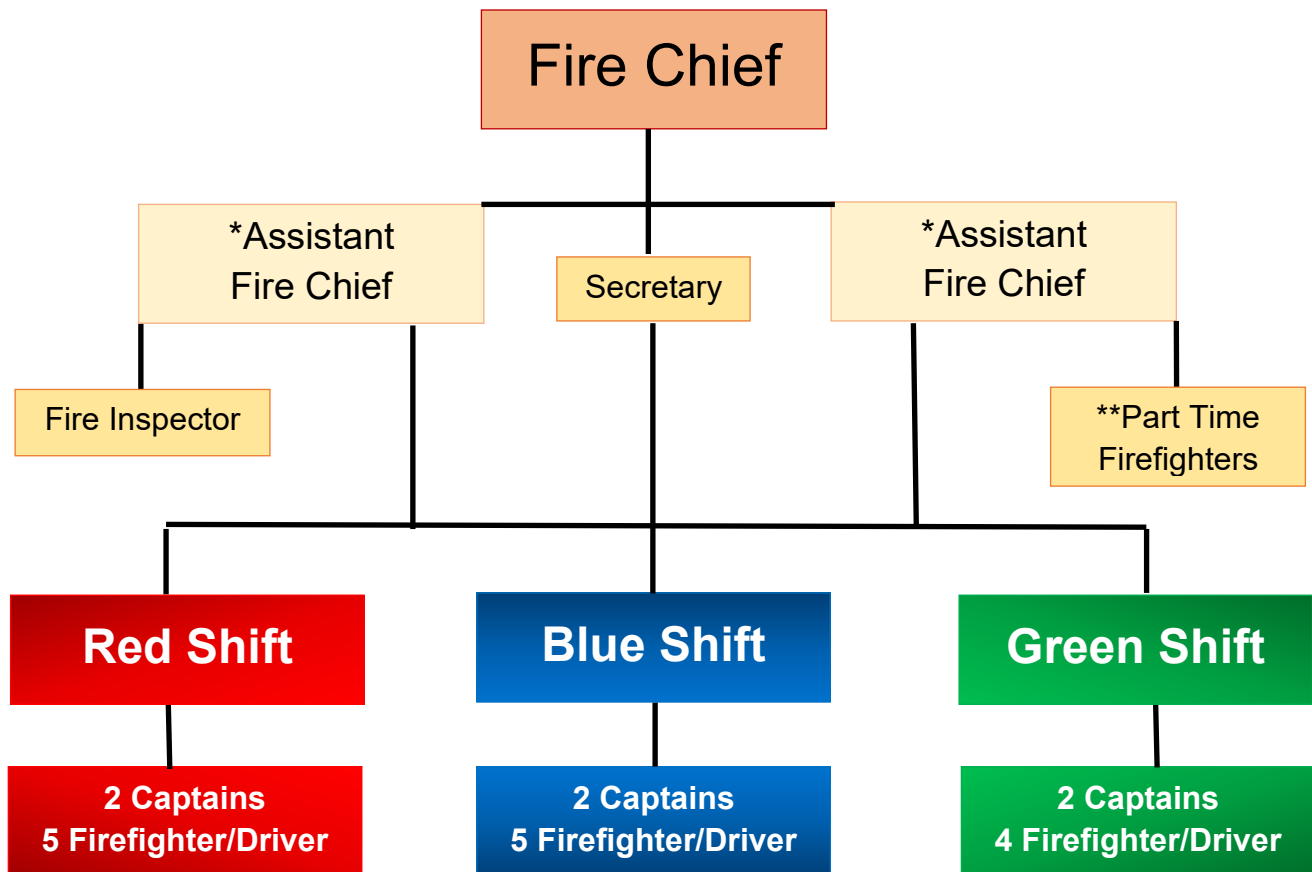 Fire Chief
*Assistant
Fire Chief
Secretary
*Assistant
Fire Chief
Fire Inspector
**Part Time
Firefighters
Red Shift
Blue Shift
Green Shift
2 Captains
5 Firefighter/Driver
2 Captains
5 Firefighter/Driver
2 Captains
4 Firefighter/Driver